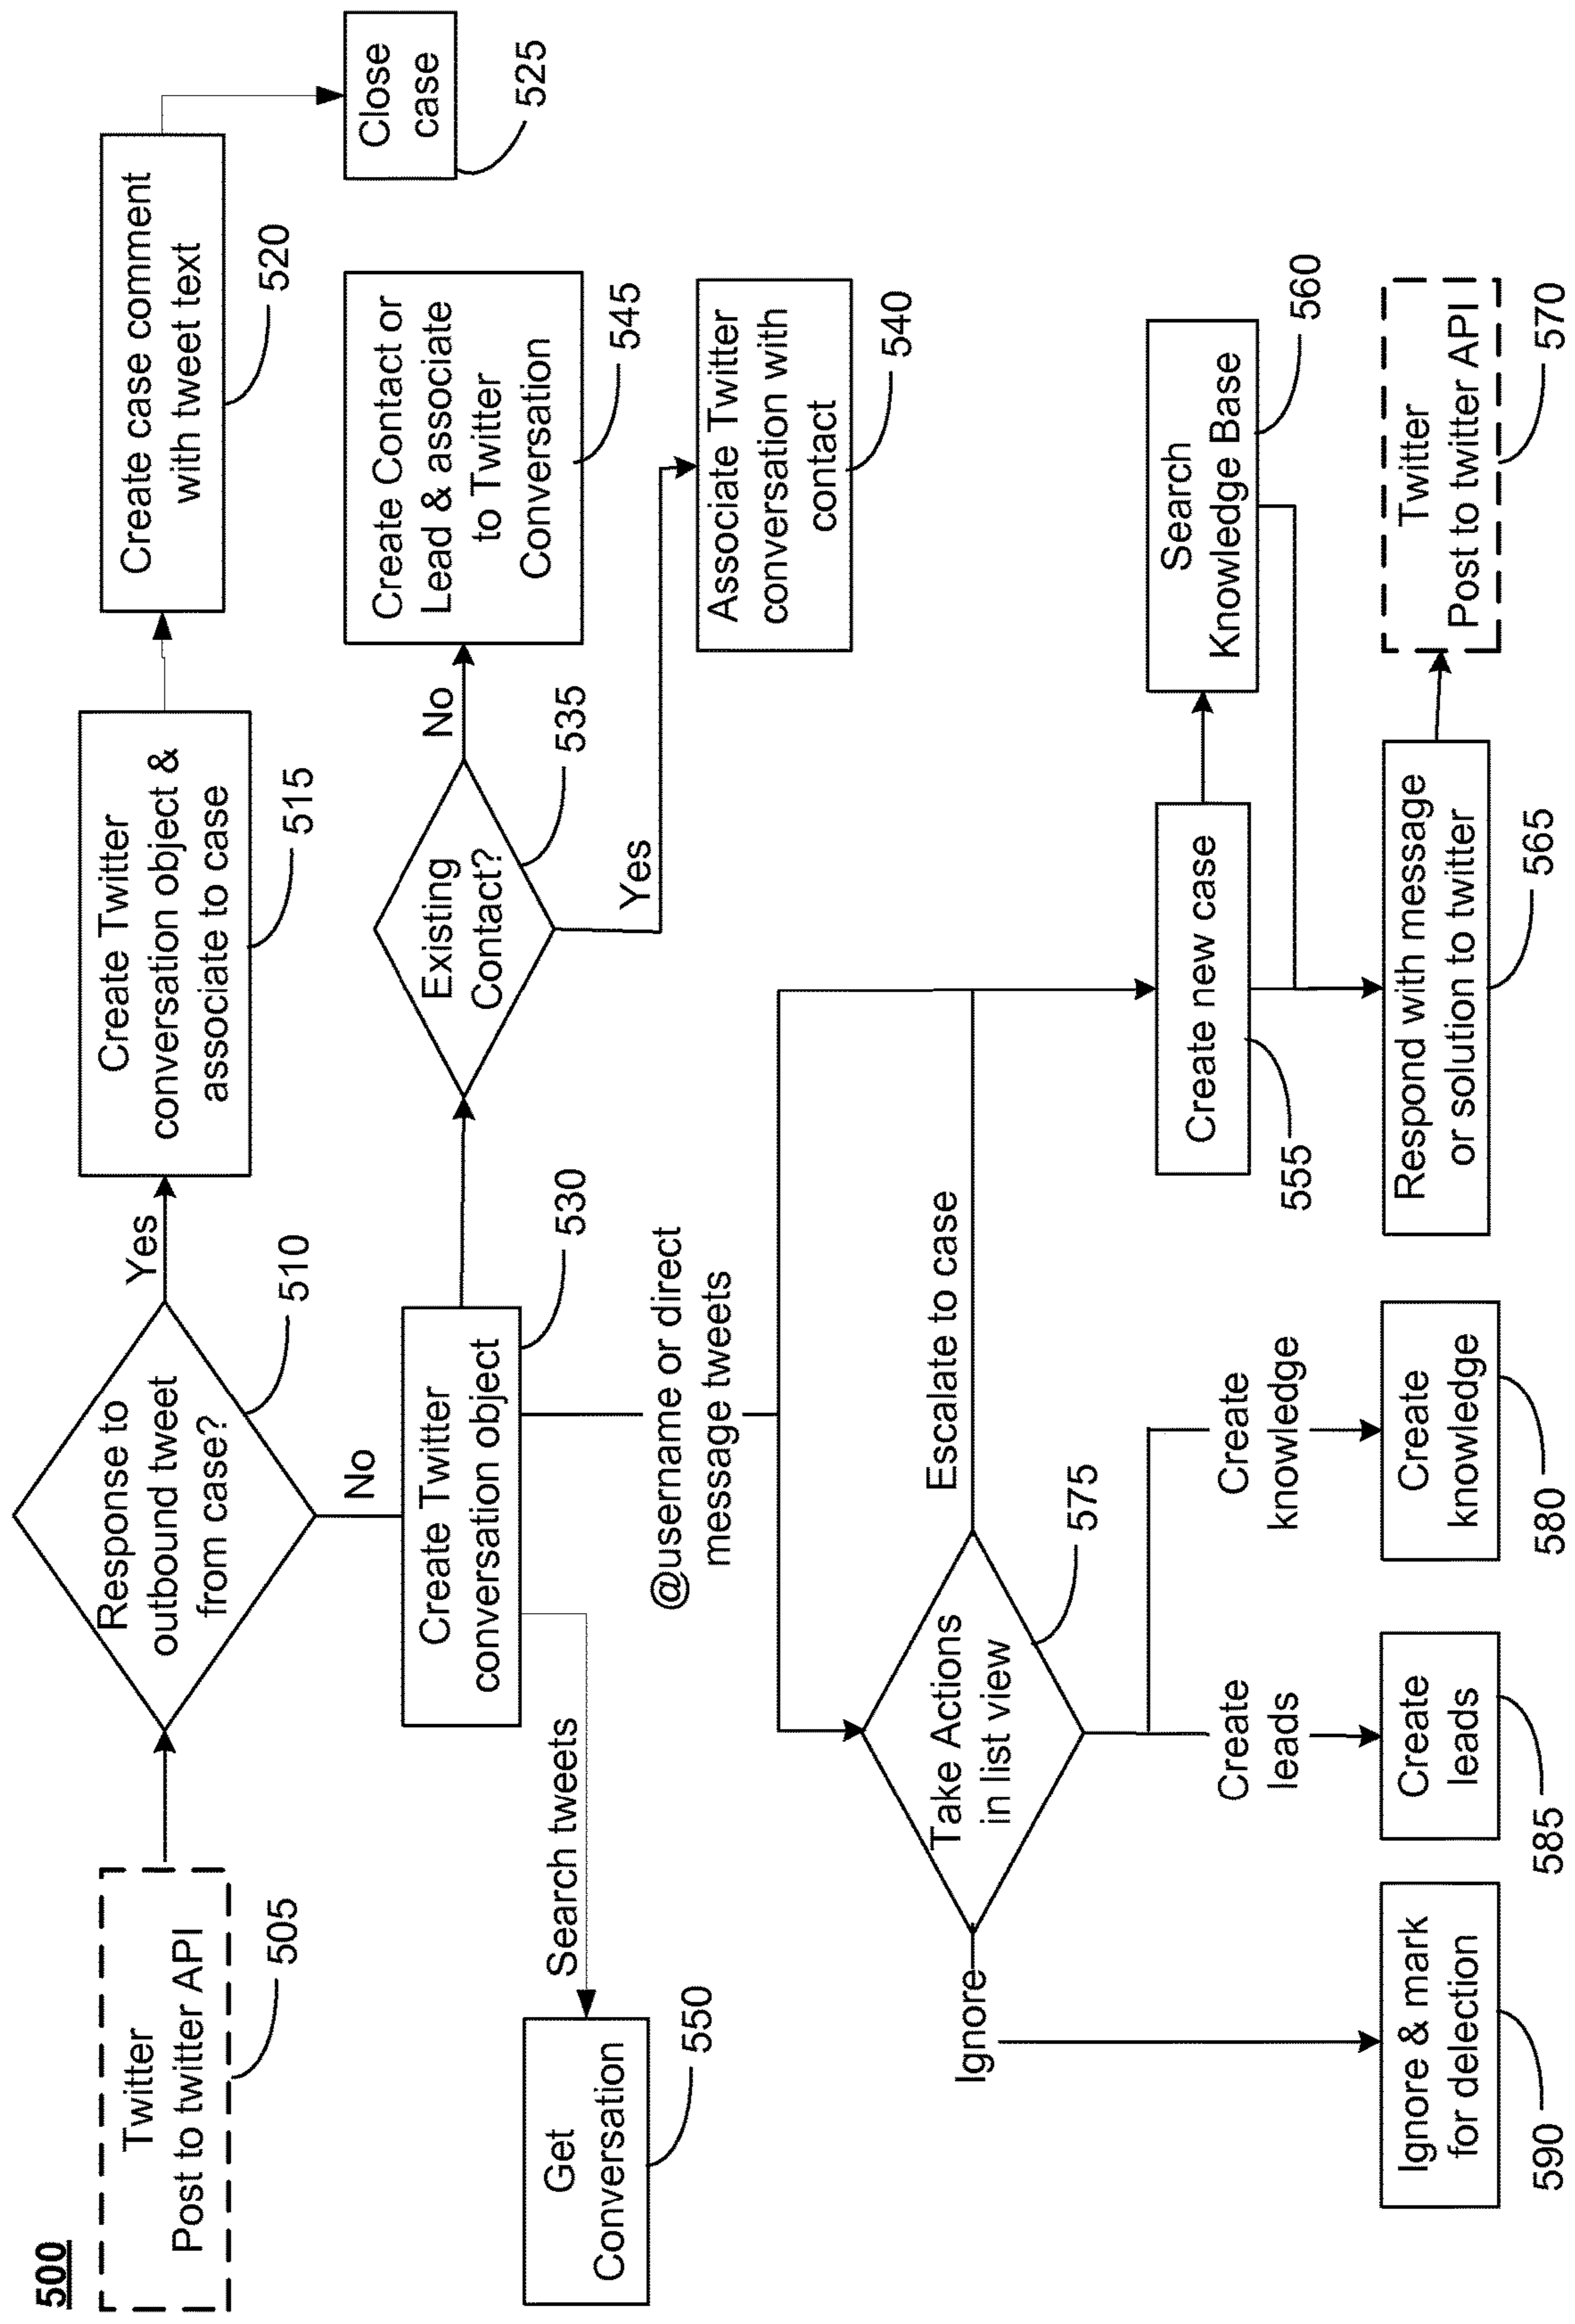 500
Twitter
Post to twitter API
505
Response to
outbound tweet
from case?
510
Yes
Create Twitter
conversation object &
associate to case
515
Create case comment
with tweet text
520
Close
case
525
No
Create Twitter
conversation object
530
Existing
Contact?
535
No
Create Contact or
Lead & associate
to Twitter
Conversation
545
Yes
Associate Twitter
conversation with
contact
540
Search tweets
Get
Conversation
550
@username or direct
message tweets
Take Actions
in list view
575
Escalate to case
Create new case
555
Search
Knowledge Base
560
Respond with message
or solution to twitter
565
Twitter
Post to twitter API
570
Ignore
Ignore & mark
for delection
590
Create
leads
Create
leads
585
Create
knowledge
Create
knowledge
580